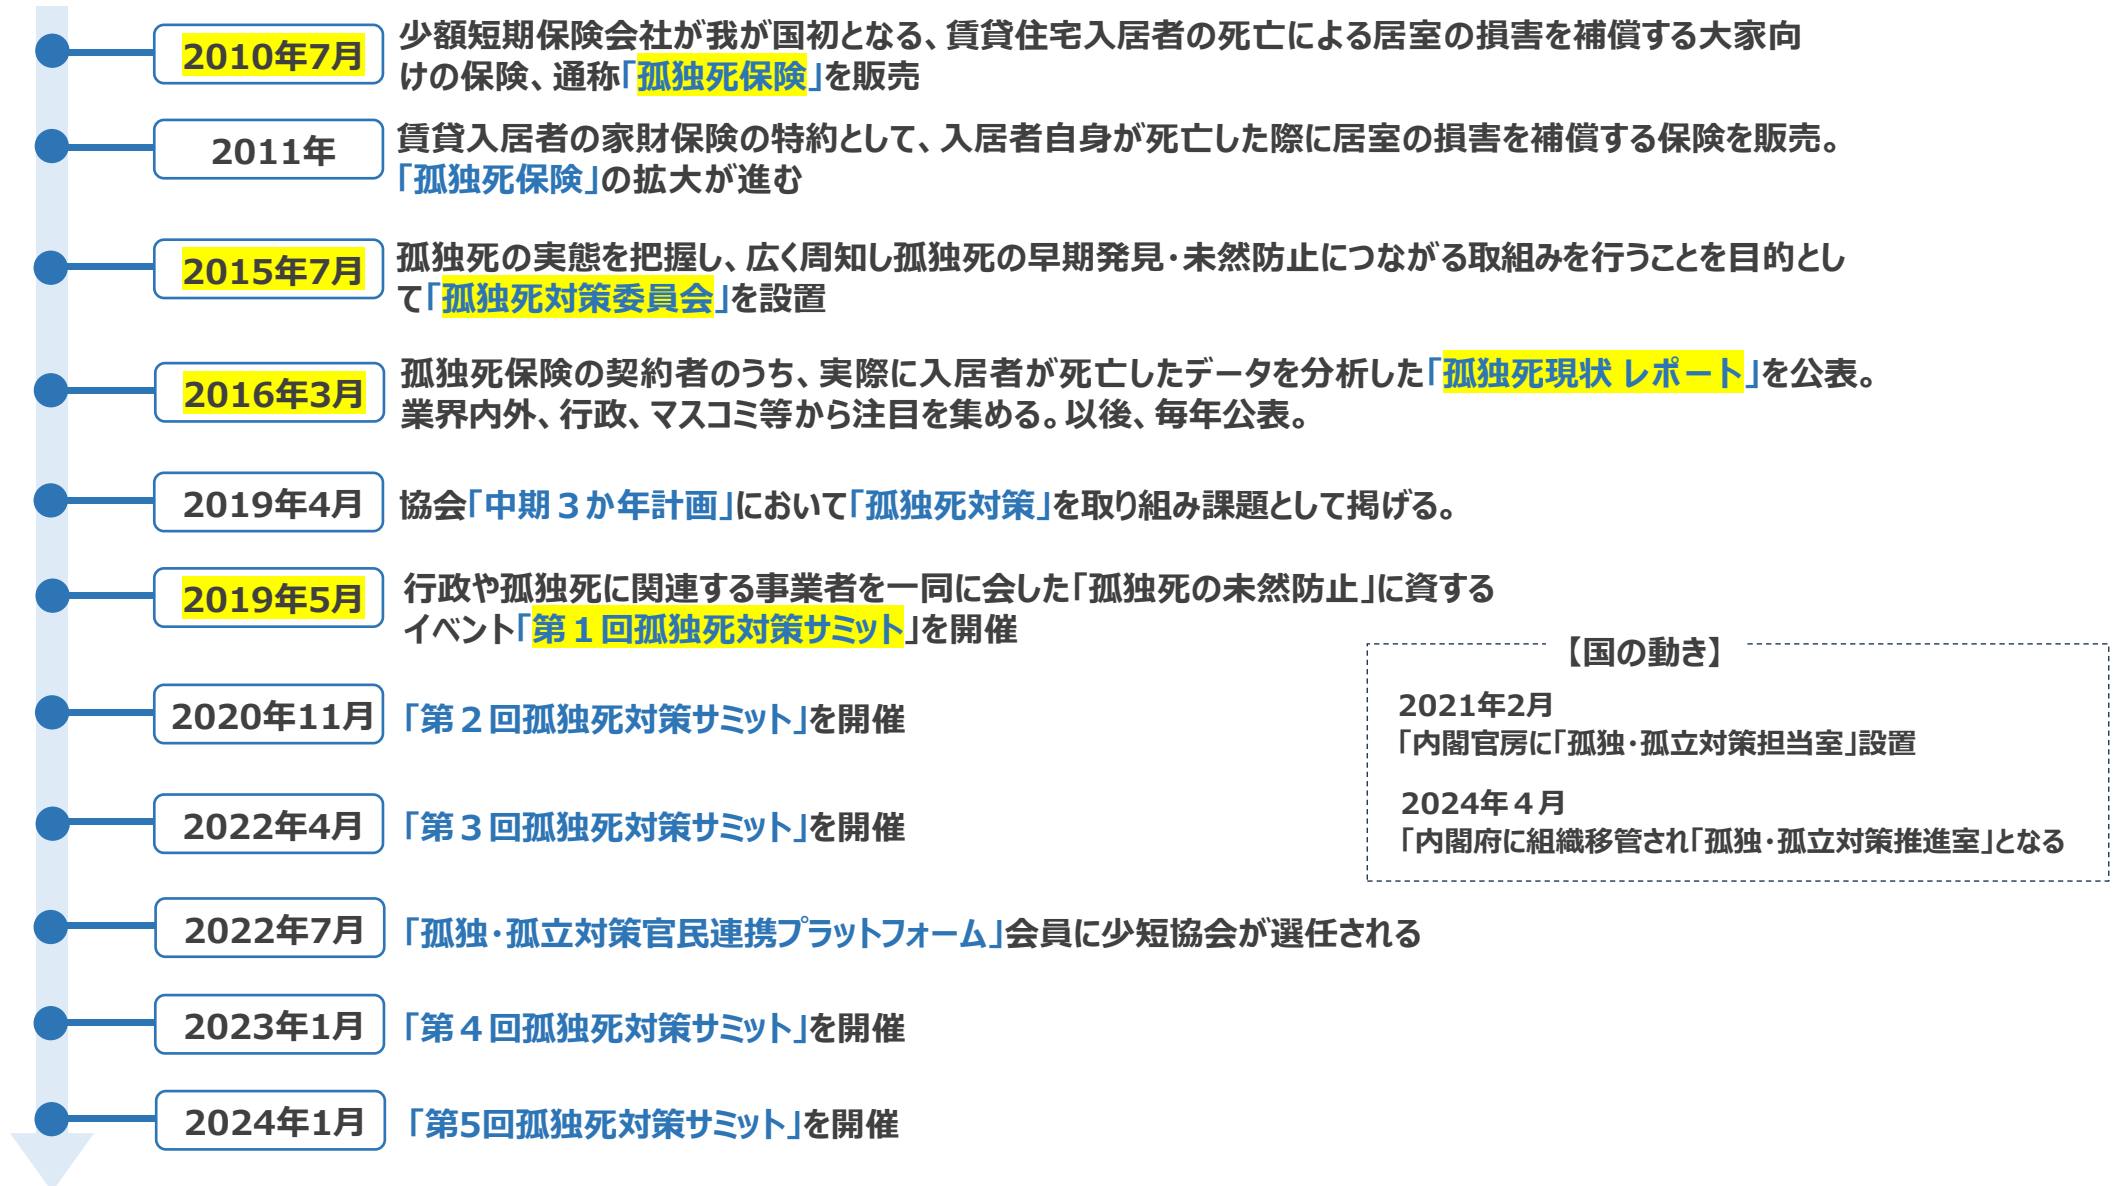 2010年7月
少額短期保険会社が我が国初となる、賃貸住宅入居者の死亡による居室の損害を補償する大家向
けの保険、通称「孤独死保険」を販売
2011年
賃貸入居者の家財保険の特約として、入居者自身が死亡した際に居室の損害を補償する保険を販売。
「孤独死保険」の拡大が進む
2015年7月
孤独死の実態を把握し、広く周知し孤独死の早期発見・未然防止につながる取組みを行うことを目的とし
て「孤独死対策委員会」を設置
2016年3月
孤独死保険の契約者のうち、実際に入居者が死亡したデータを分析した「孤独死現状 レポート」を公表。
業界内外、行政、マスコミ等から注目を集める。以後、毎年公表。
2019年4月
協会「中期３か年計画」において「孤独死対策」を取り組み課題として掲げる。
2019年5月
行政や孤独死に関連する事業者を一同に会した「孤独死の未然防止」に資する
イベント「第１回孤独死対策サミット」を開催
2020年11月
「第２回孤独死対策サミット」を開催
2022年4月
「第３回孤独死対策サミット」を開催
2022年7月
「孤独・孤立対策官民連携プラットフォーム」会員に少短協会が選任される
2023年1月
「第４回孤独死対策サミット」を開催
2024年1月
「第5回孤独死対策サミット」を開催
【国の動き】
2021年2月
「内閣官房に「孤独・孤立対策担当室」設置
2024年４月
「内閣府に組織移管され「孤独・孤立対策推進室」となる